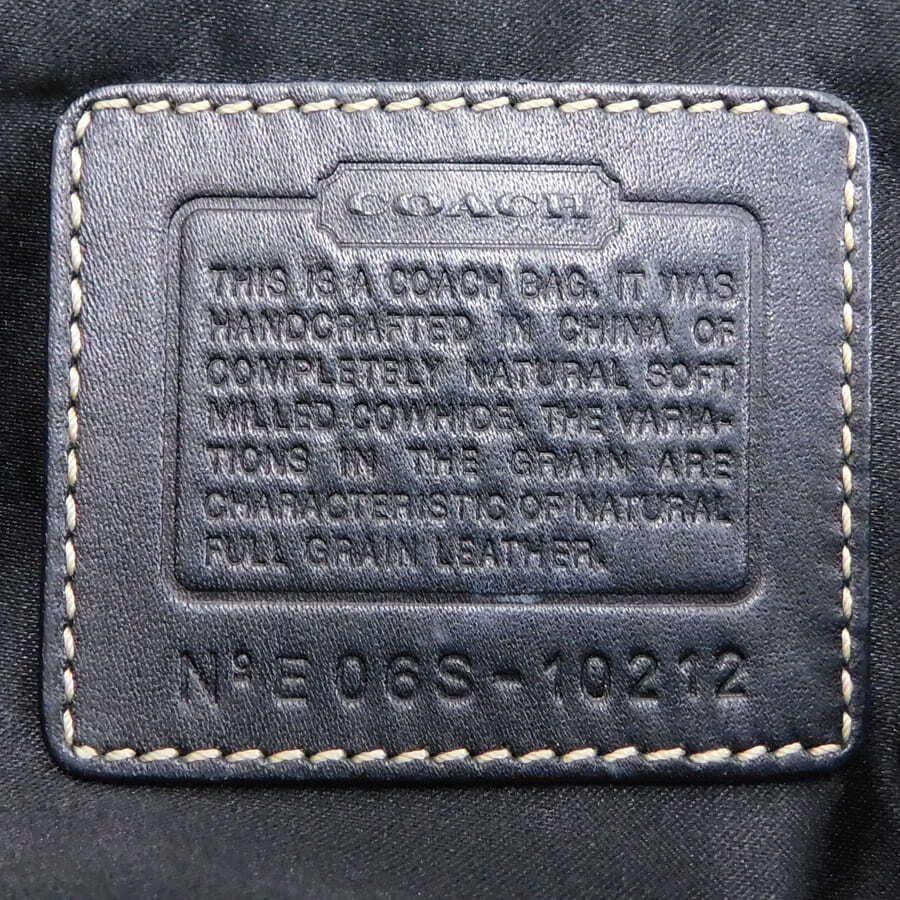 COACH
THIS IS A COACH BAG. IT WAS
HANDCRAFTED IN CHINA OF
COMPLETELY NATURAL SOFT
MILLED COWHIDE. THE VARIA-
TIONS IN THE GRAIN ARE
CHARACTERISTIC OF NATURAL
FULL GRAIN LEATHER.
Nº E06S-10212